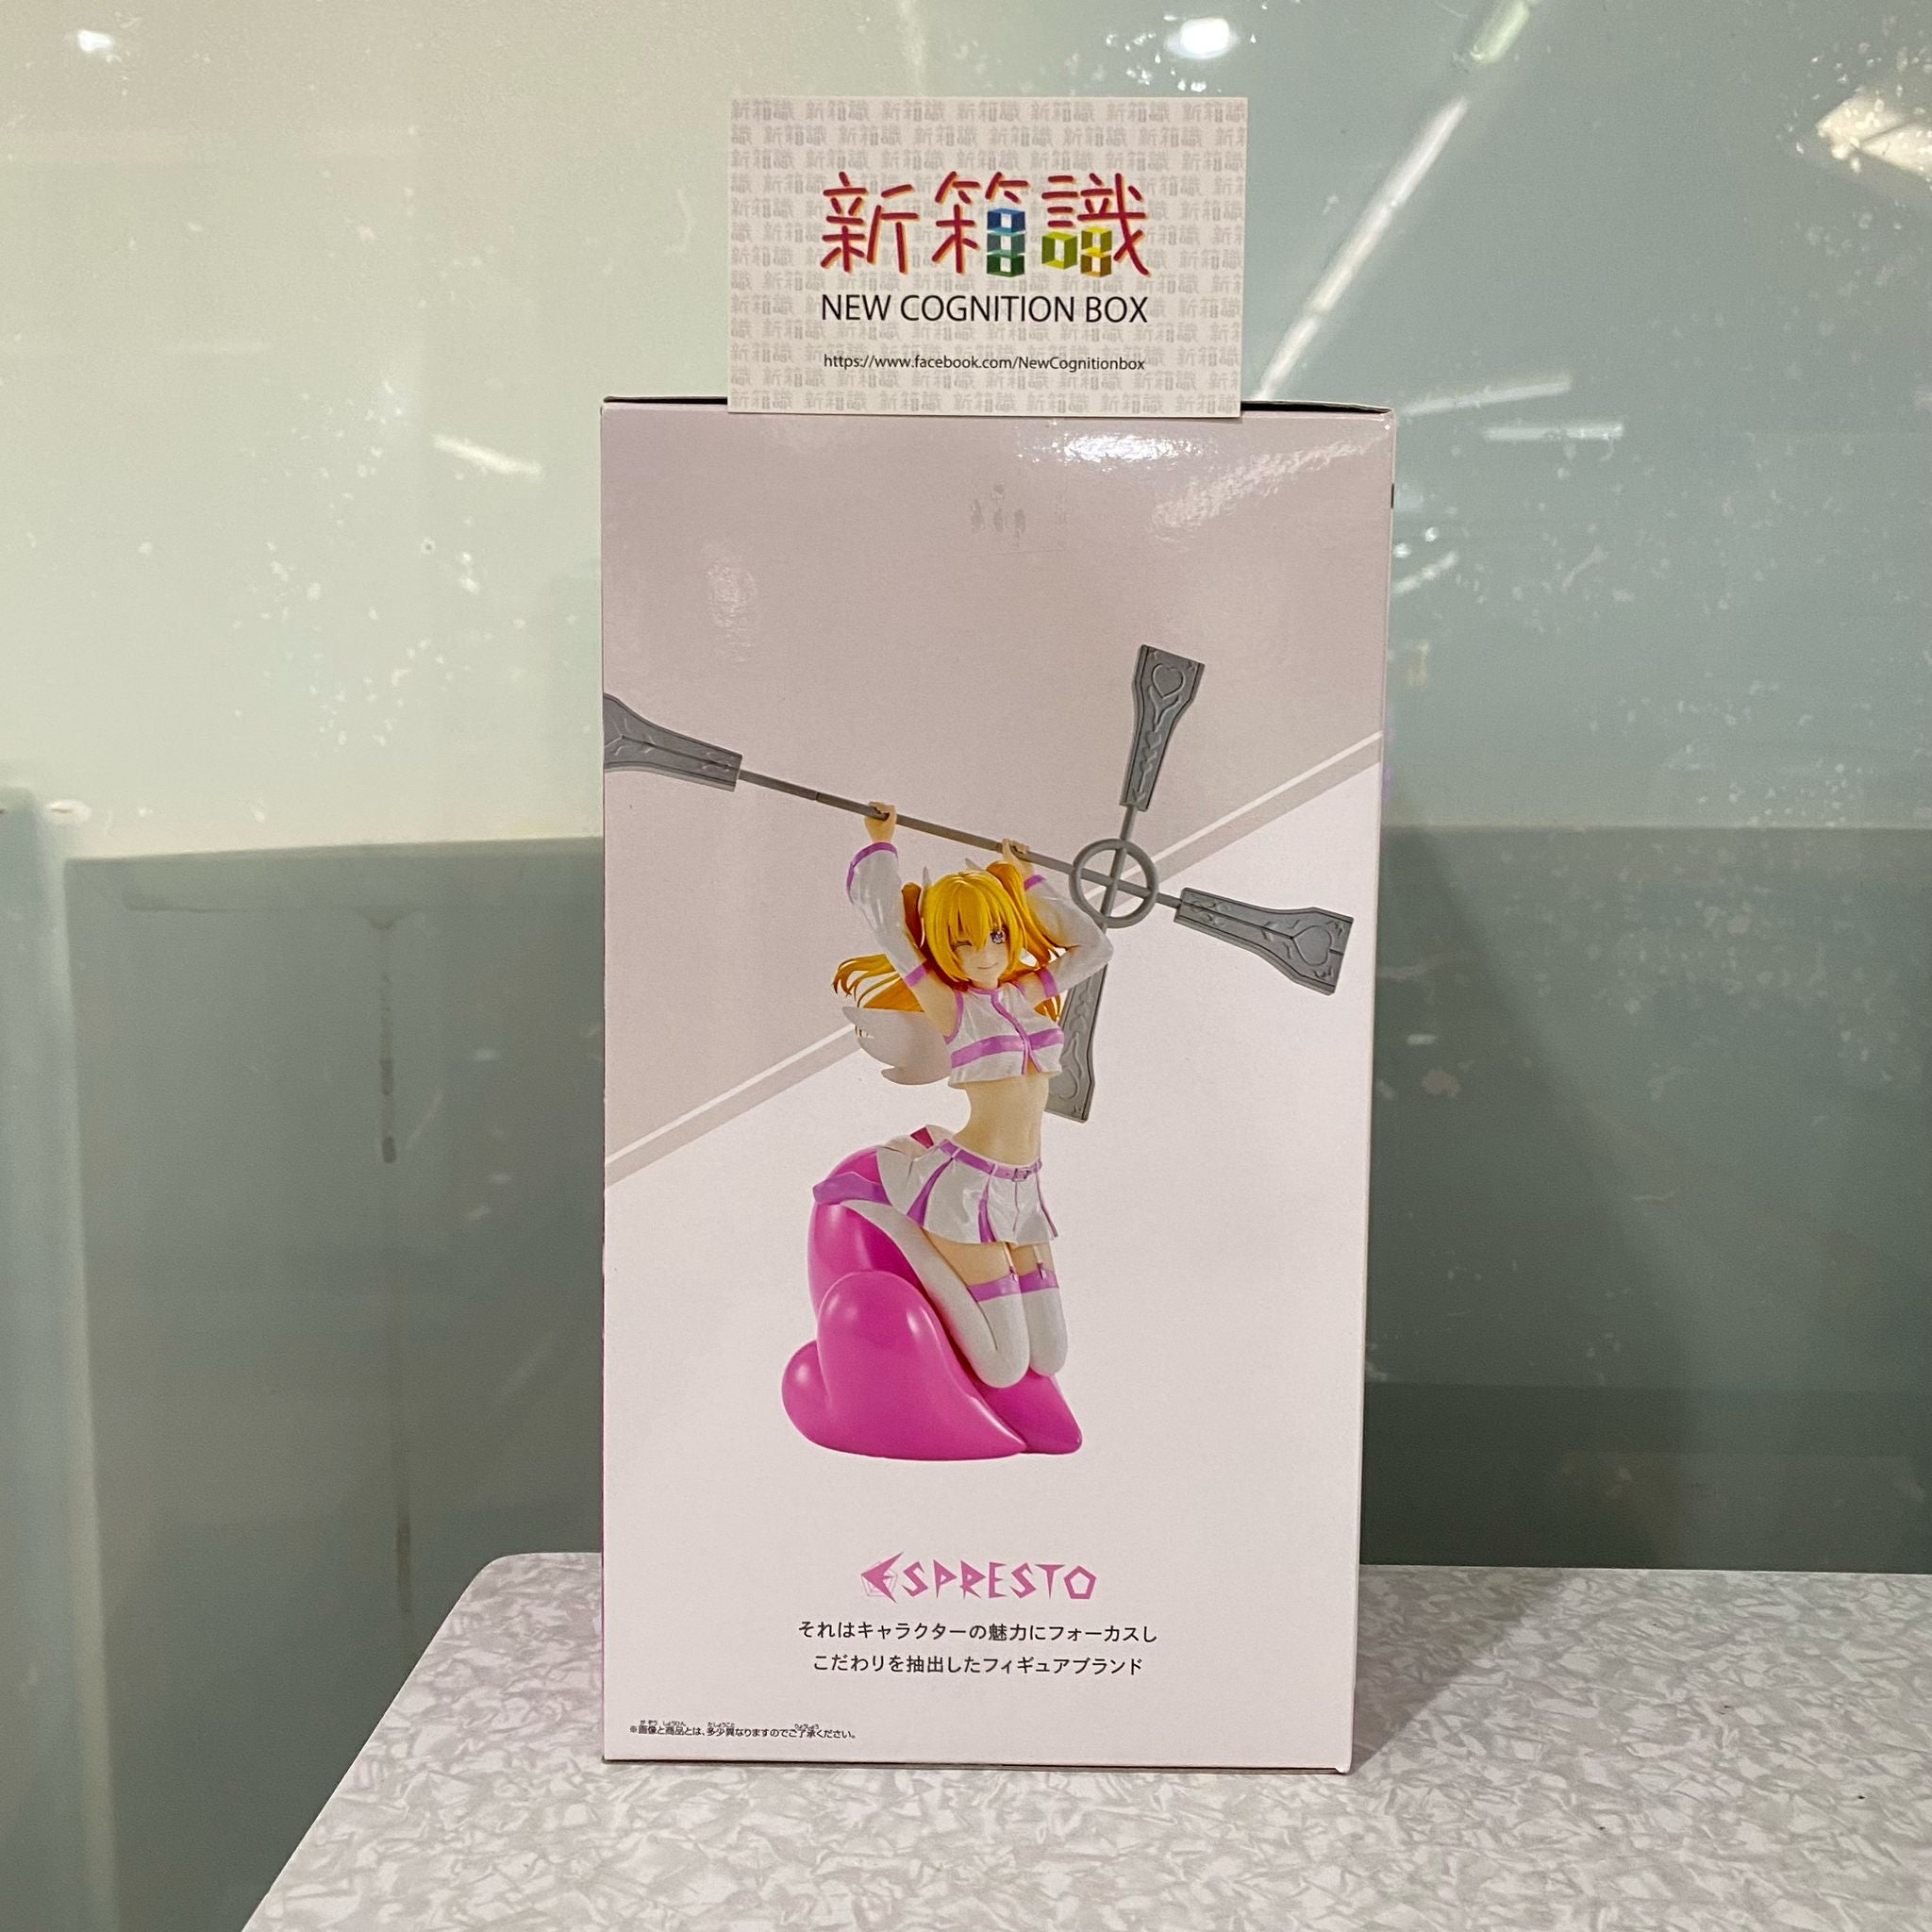 新箱識
NEW COGNITION BOX
https://www.facebook.com/NewCognitionbox
ESPRESTO
それはキャラクターの魅力にフォーカスし
こだわりを抽出したフィギュアブランド
※画像と商品とは、多少異なりますのでご了承ください。